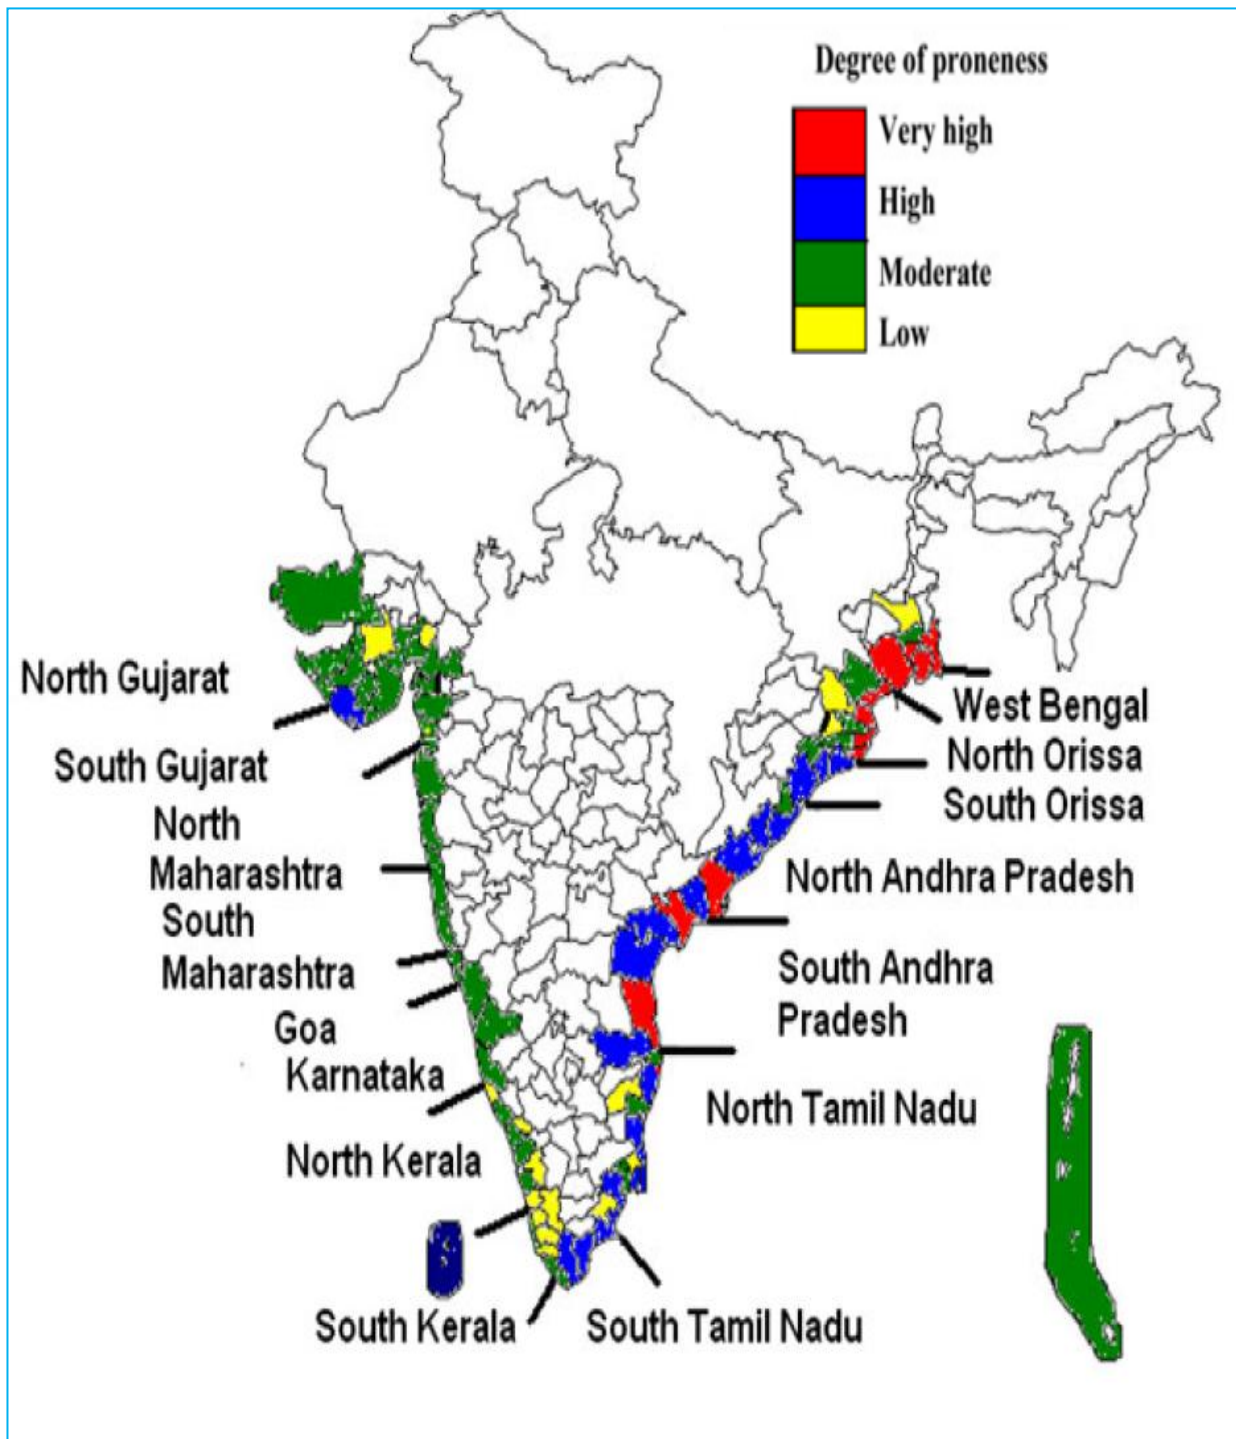 Degree of proneness
Very high
High
Moderate
Low
North Gujarat
South Gujarat
North
Maharashtra
South
Maharashtra
Goa
Karnataka
North Kerala
South Kerala
South Tamil Nadu
North Tamil Nadu
South Andhra
Pradesh
North Andhra Pradesh
South Orissa
North Orissa
West Bengal